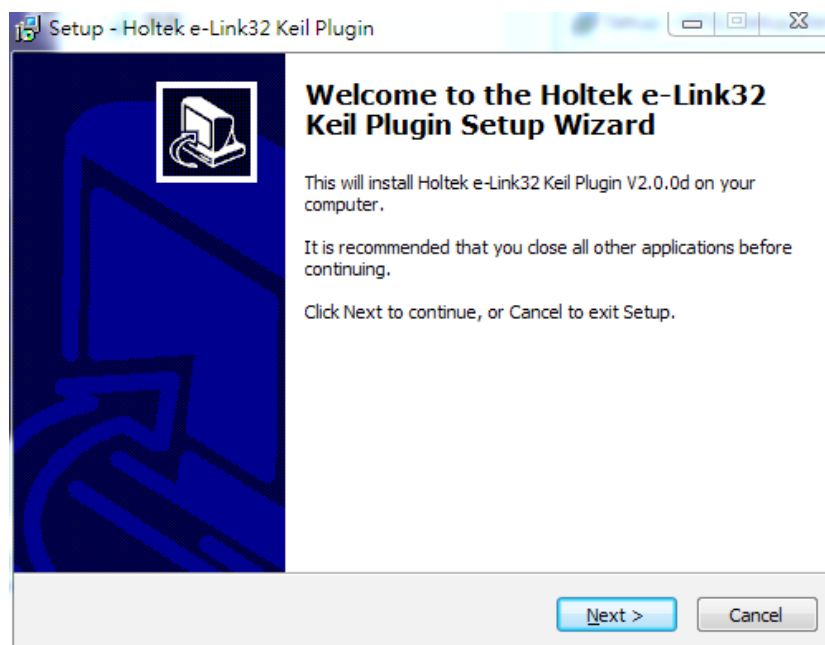 Setup - Holtek e-Link32 Keil Plugin
Welcome to the Holtek e-Link32
Keil Plugin Setup Wizard
This will install Holtek e-Link32 Keil Plugin V2.0.0d on your
computer.
It is recommended that you close all other applications before
continuing.
Click Next to continue, or Cancel to exit Setup.
Next >
Cancel